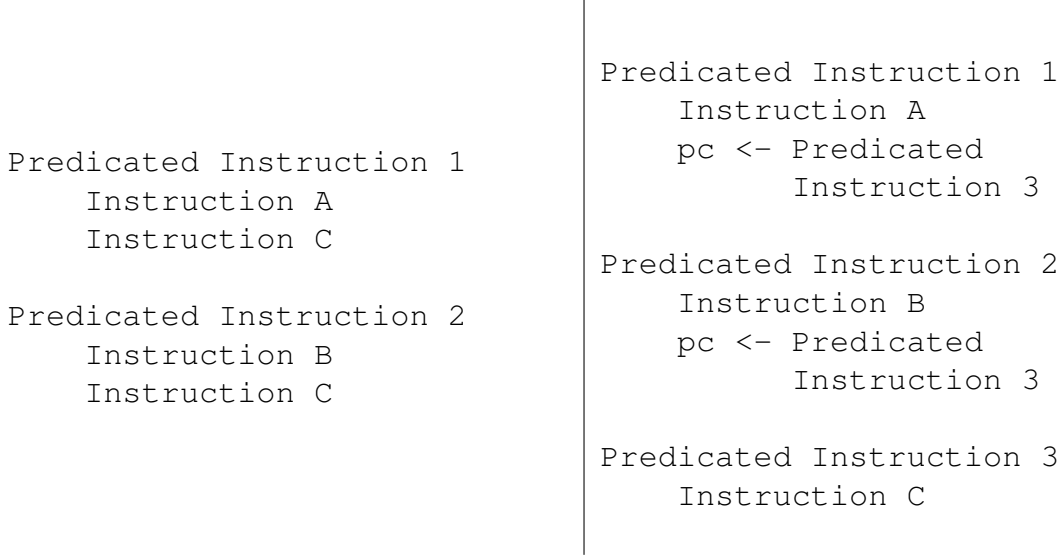 Predicated Instruction 1
Instruction A
Instruction C
Predicated Instruction 2
Instruction B
Instruction C
Predicated Instruction 1
Instruction A
pc <- Predicated
Instruction 3
Predicated Instruction 2
Instruction B
pc <- Predicated
Instruction 3
Predicated Instruction 3
Instruction C